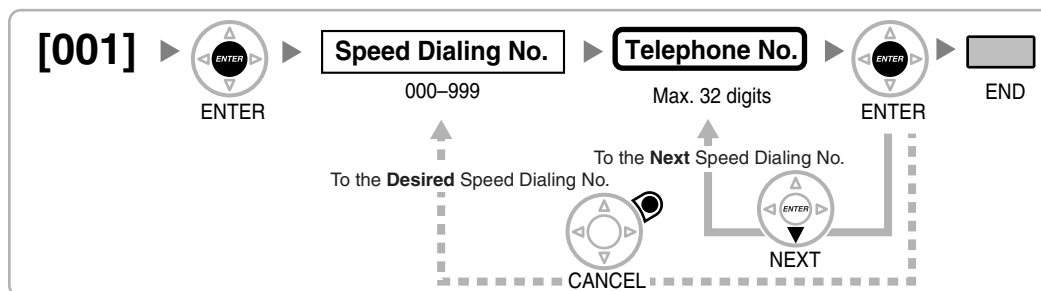 [001] ENTER Speed Dialing No. Telephone No. ENTER
ENTER 000–999 Max. 32 digits ENTER END
To the Next Speed Dialing No.
To the Desired Speed Dialing No.
ENTER
NEXT
CANCEL